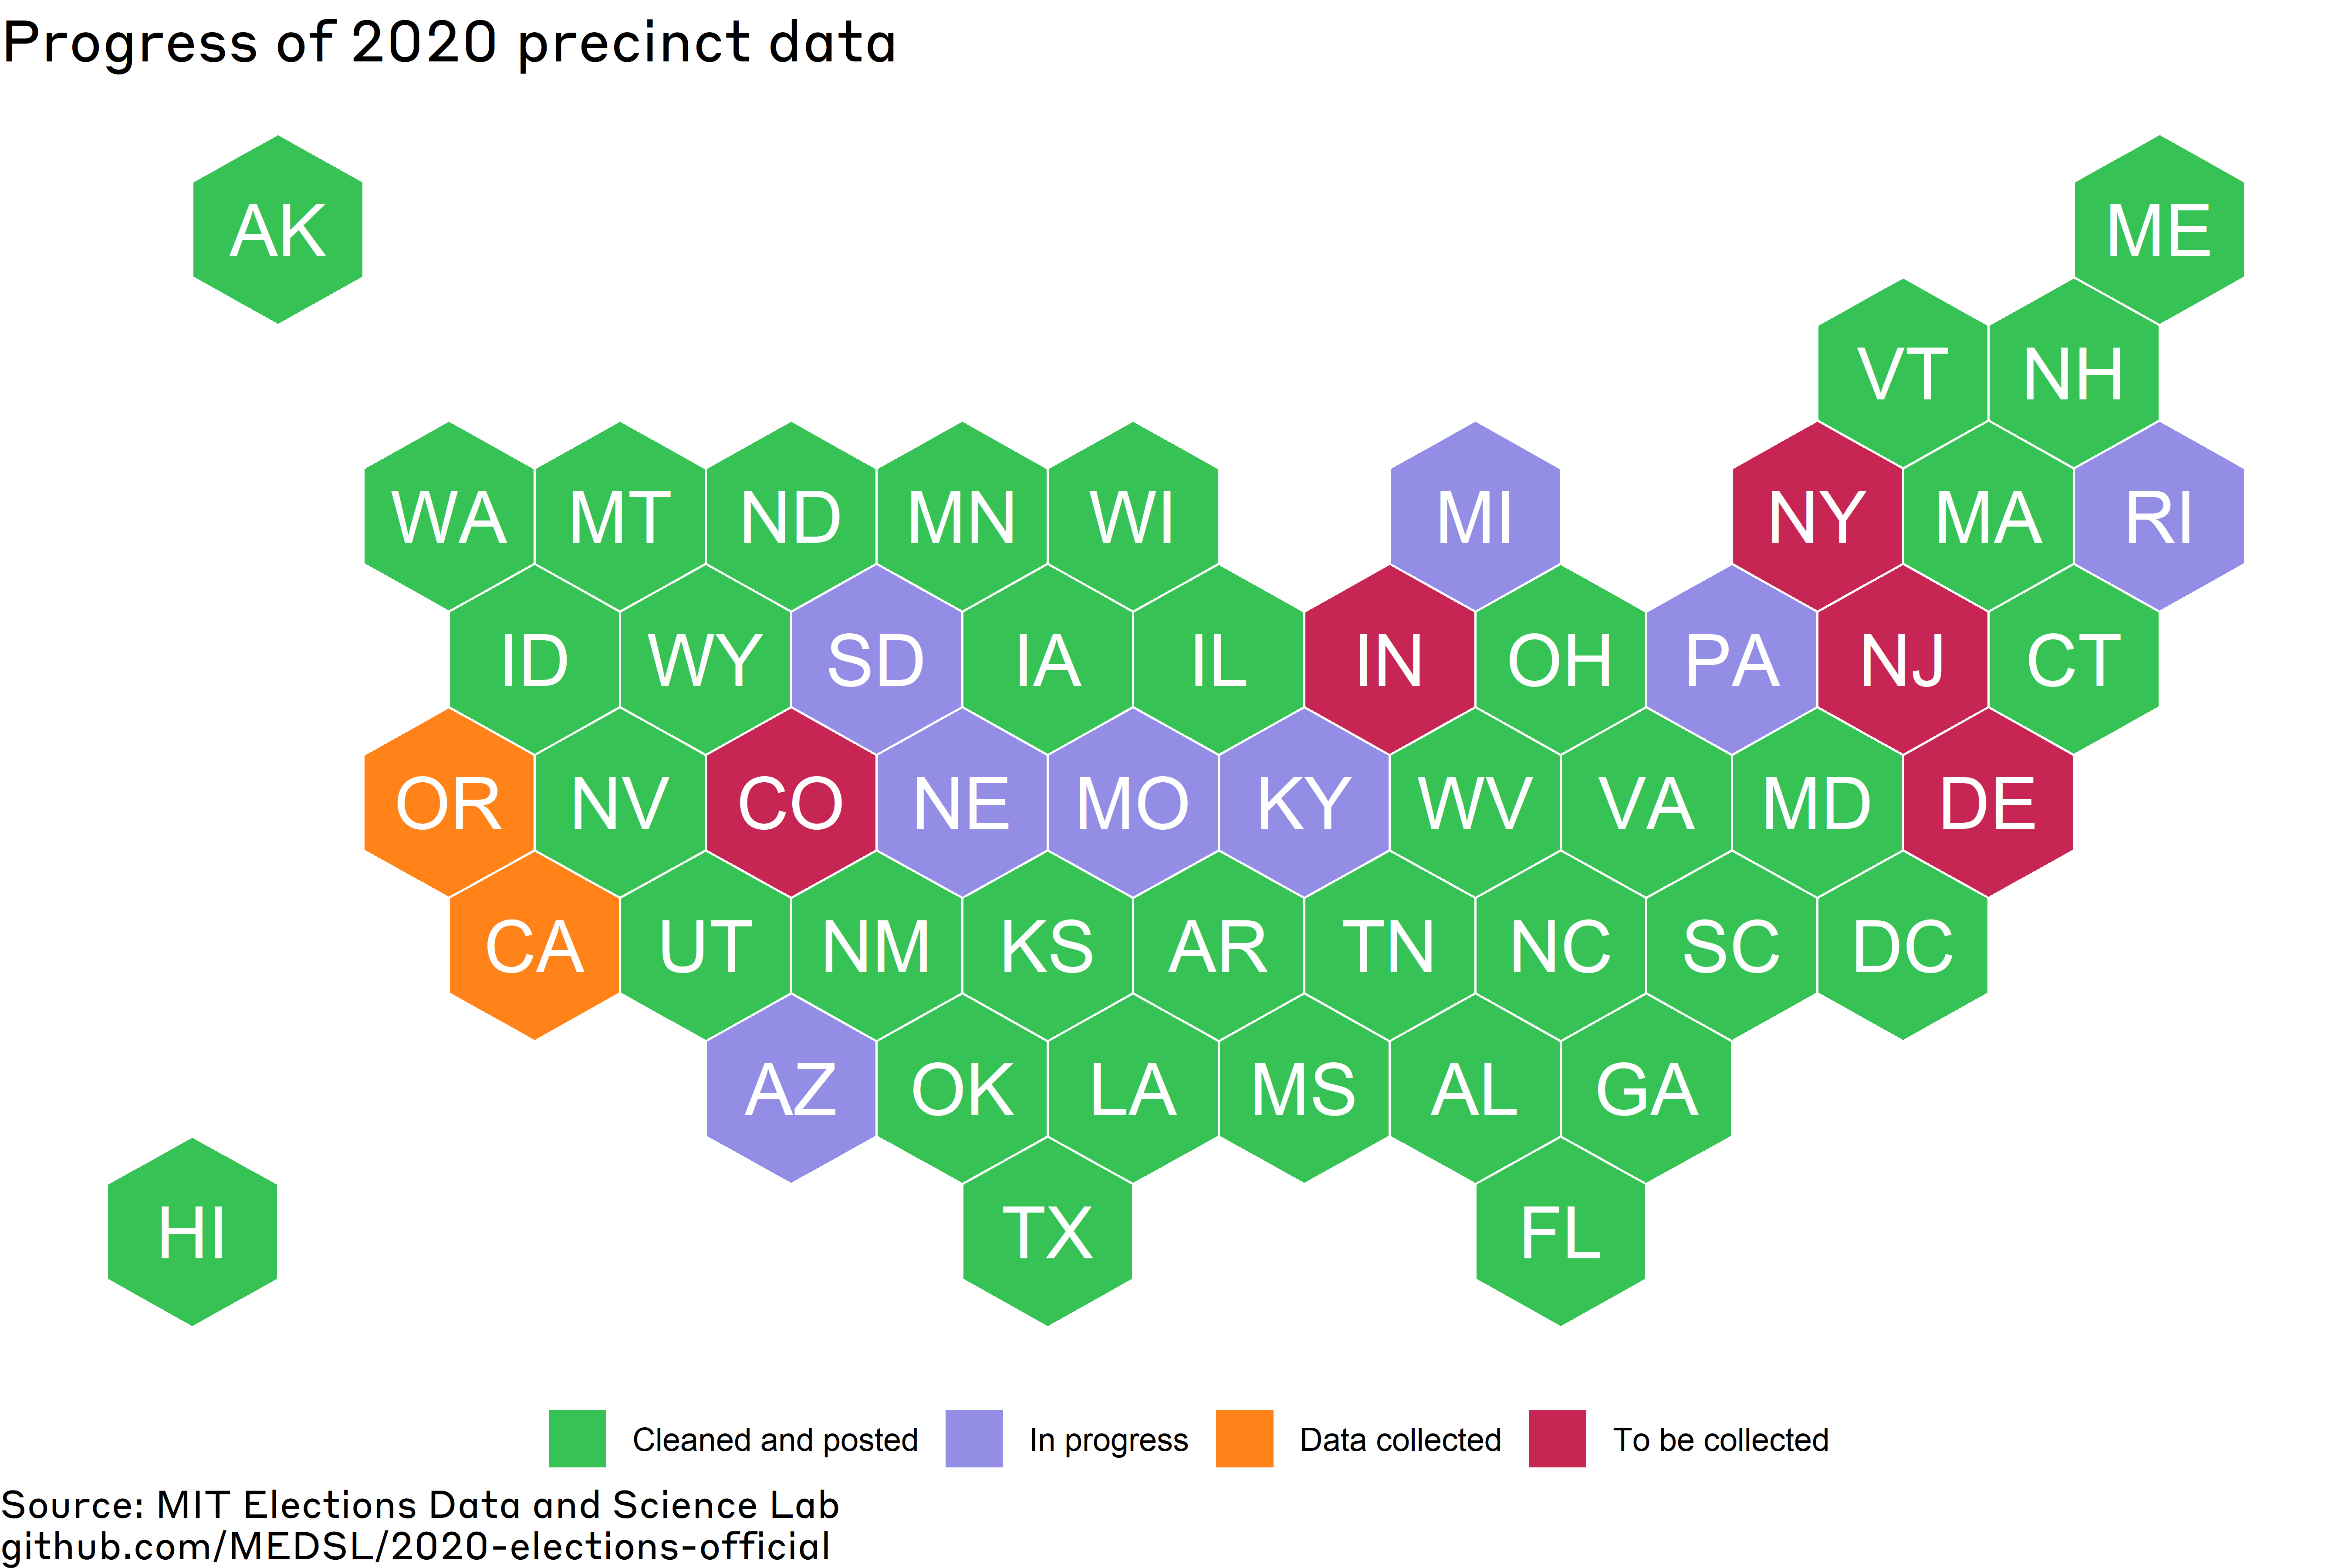 Progress of 2020 precinct data
AK
ME
VT NH
WA MT ND MN WI MI NY MA RI
ID WY SD IA IL IN OH PA NJ CT
OR NV CO NE MO KY WV VA MD DE
CA UT NM KS AR TN NC SC DC
AZ OK LA MS AL GA
HI TX FL
Cleaned and posted In progress Data collected To be collected
Source: MIT Elections Data and Science Lab
github.com/MEDSL/2020-elections-official